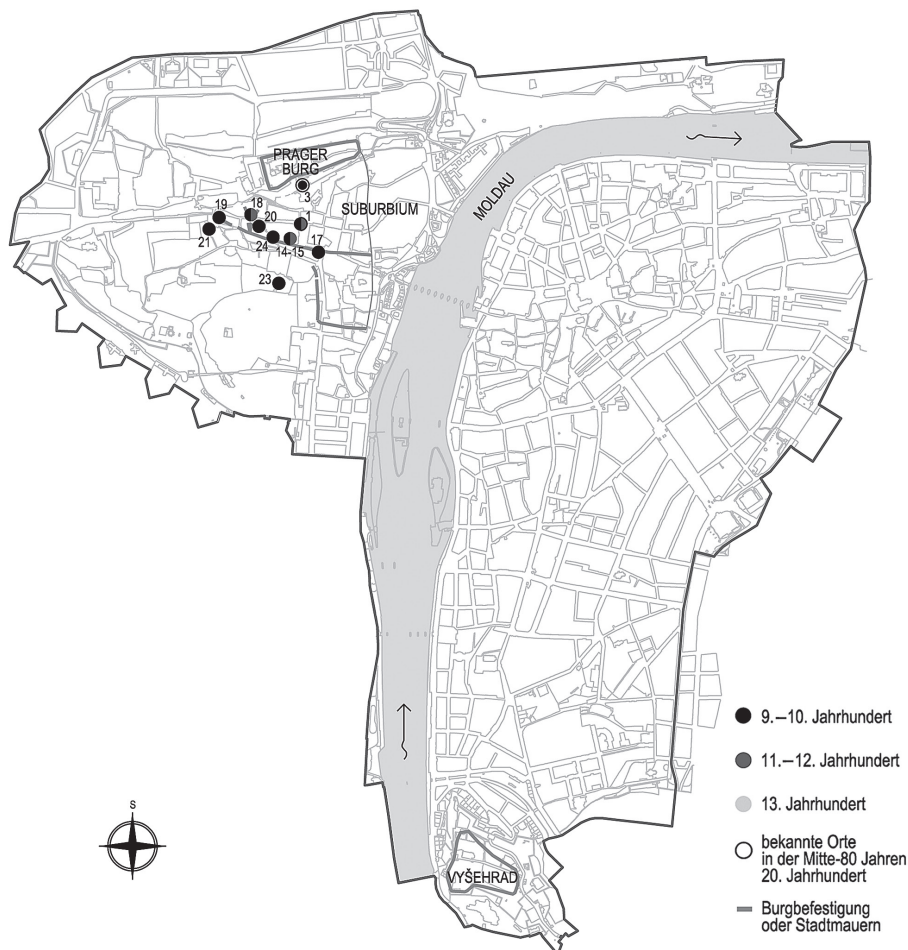 PRAGER
BURG
3
SUBURBIUM
MOLDAU
19
18
20
1
21
24
14-15
17
23
VYŠEHRAD
S
9.–10. Jahrhundert
11.–12. Jahrhundert
13. Jahrhundert
bekannte Orte
in der Mitte-80 Jahren
20. Jahrhundert
Burgbefestigung
oder Stadtmauern